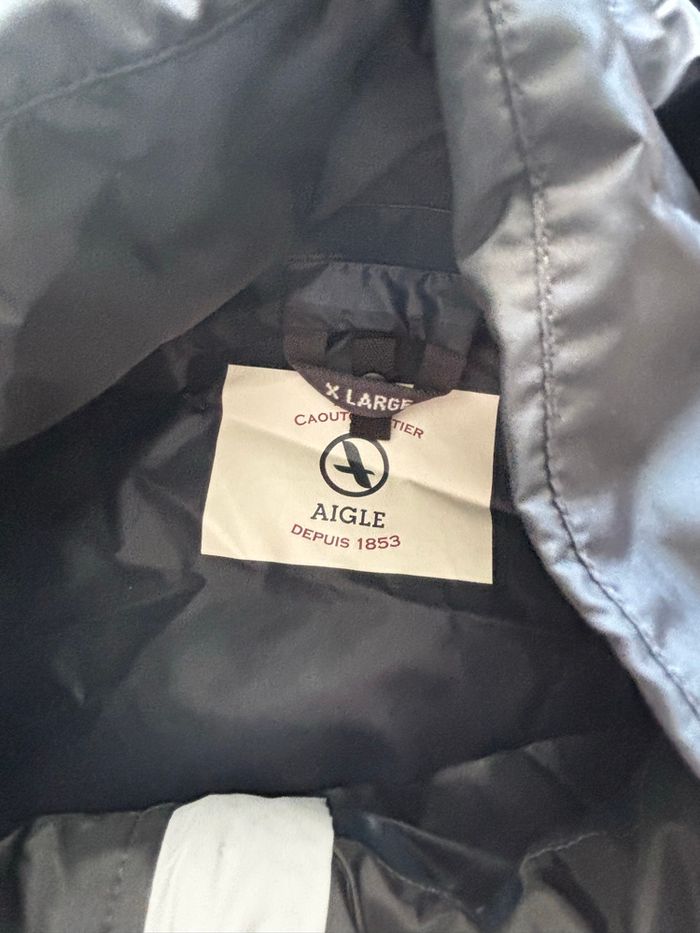 X LARGE
AIGLE
DEPUIS 1853